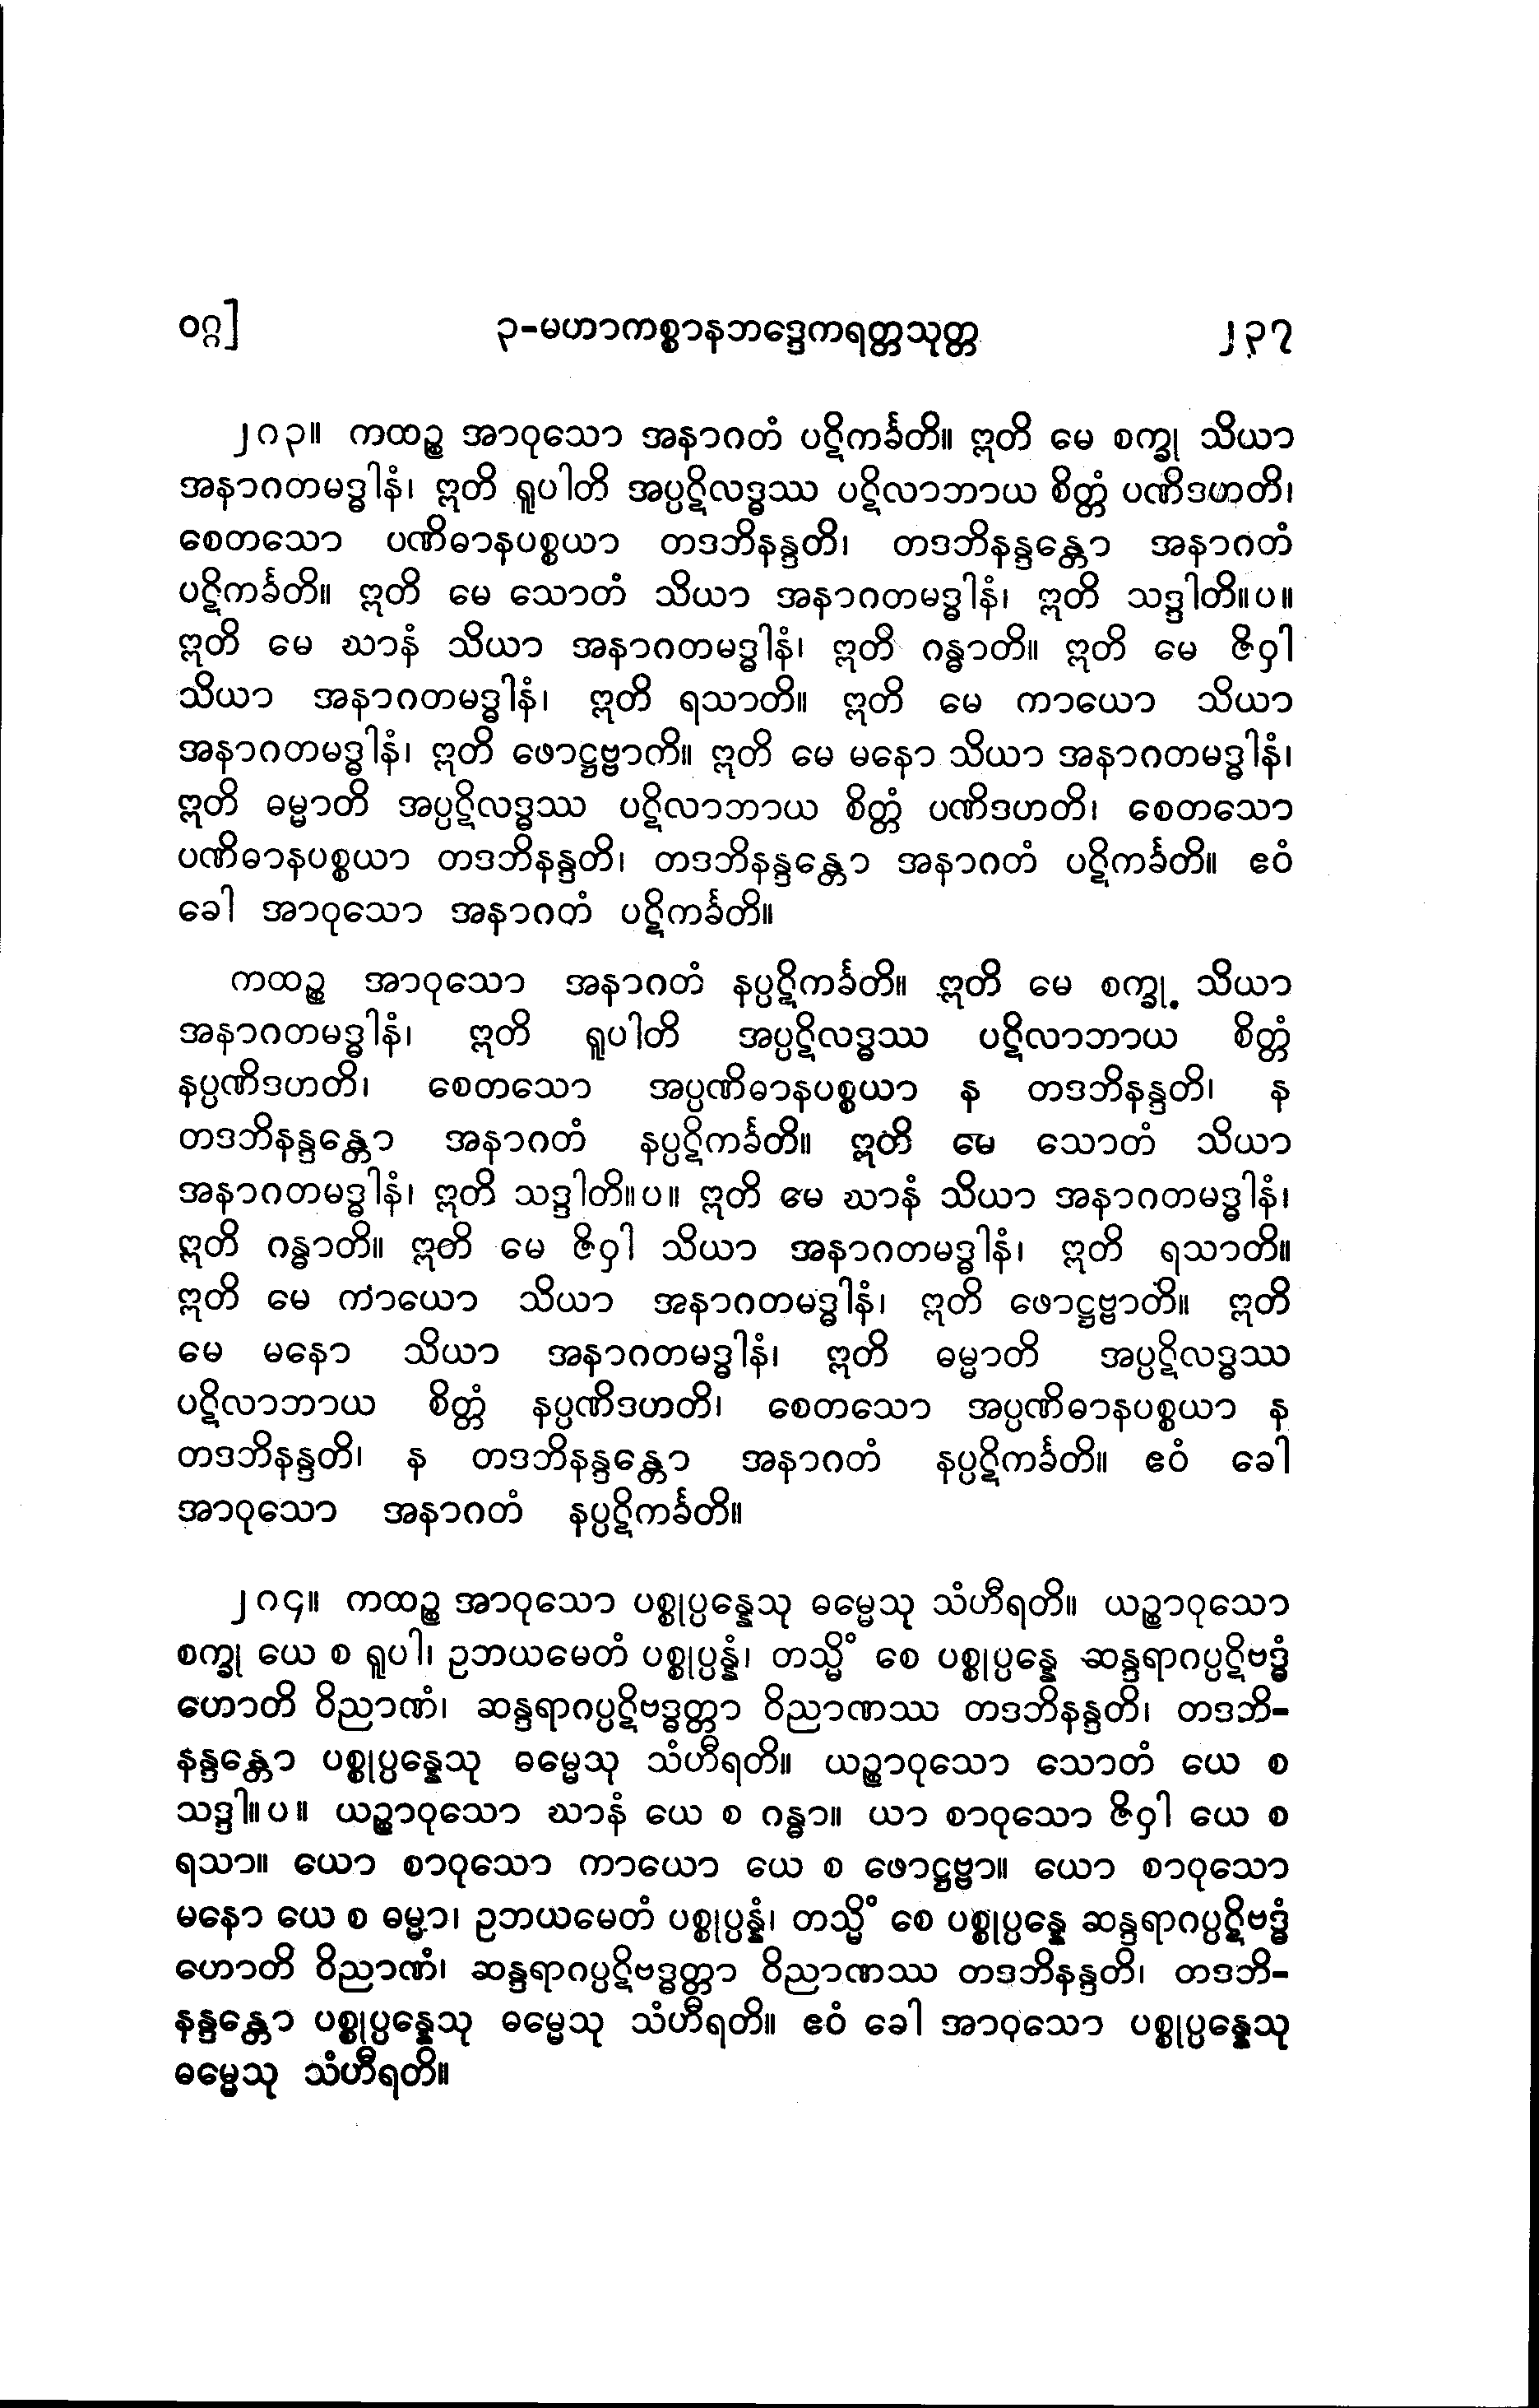 ဝဂ္ဂ] ၃-မဟာကစ္စာနဘဒ္ဒေကရတ္တသုတ္တ ၂၃၇
၂၇၃။ ကထဉ္စ အာဝုသော အနာဂတံ ပဋိကင်္ခတိ။ ဣတိ မေ စက္ခု သိယာ
အနာဂတမဒ္ဓါနံ၊ ဣတိ ရူပါတိ အပ္ပဋိလဒ္ဓဿ ပဋိလာဘာယ စိတ္တံ ပဏိဒဟတိ၊
စေတသော ပဏိဓာနပစ္စယာ တဒဘိနန္ဒတိ၊ တဒဘိနန္ဒန္တော အနာဂတံ
ပဋိကင်္ခတိ။ ဣတိ မေ သောတံ သိယာ အနာဂတမဒ္ဓါနံ၊ ဣတိ သဒ္ဒါတိ။ပ။
ဣတိ မေ ဃာနံ သိယာ အနာဂတမဒ္ဓါနံ၊ ဣတိ ဂန္ဓာတိ။ ဣတိ မေ ဇိဝှါ
သိယာ အနာဂတမဒ္ဓါနံ၊ ဣတိ ရသာတိ။ ဣတိ မေ ကာယော သိယာ
အနာဂတမဒ္ဓါနံ၊ ဣတိ ဖောဋ္ဌဗ္ဗာတိ။ ဣတိ မေ မနော သိယာ အနာဂတမဒ္ဓါနံ၊
ဣတိ ဓမ္မာတိ အပ္ပဋိလဒ္ဓဿ ပဋိလာဘာယ စိတ္တံ ပဏိဒဟတိ၊ စေတသော
ပဏိဓာနပစ္စယာ တဒဘိနန္ဒတိ၊ တဒဘိနန္ဒန္တော အနာဂတံ ပဋိကင်္ခတိ။ ဧဝံ
ခေါ အာဝုသော အနာဂတံ ပဋိကင်္ခတိ။
ကထဉ္စ အာဝုသော အနာဂတံ နပ္ပဋိကင်္ခတိ။ ဣတိ မေ စက္ခု သိယာ
အနာဂတမဒ္ဓါနံ၊ ဣတိ ရူပါတိ အပ္ပဋိလဒ္ဓဿ ပဋိလာဘာယ စိတ္တံ
နပ္ပဏိဒဟတိ၊ စေတသော အပ္ပဏိဓာနပစ္စယာ န တဒဘိနန္ဒတိ၊ န
တဒဘိနန္ဒန္တော အနာဂတံ နပ္ပဋိကင်္ခတိ။ ဣတိ မေ သောတံ သိယာ
အနာဂတမဒ္ဓါနံ၊ ဣတိ သဒ္ဒါတိ။ပ။ ဣတိ မေ ဃာနံ သိယာ အနာဂတမဒ္ဓါနံ၊
ဣတိ ဂန္ဓာတိ။ ဣတိ မေ ဇိဝှါ သိယာ အနာဂတမဒ္ဓါနံ၊ ဣတိ ရသာတိ။
ဣတိ မေ ကာယော သိယာ အနာဂတမဒ္ဓါနံ၊ ဣတိ ဖောဋ္ဌဗ္ဗာတိ။ ဣတိ
မေ မနော သိယာ အနာဂတမဒ္ဓါနံ၊ ဣတိ ဓမ္မာတိ အပ္ပဋိလဒ္ဓဿ
ပဋိလာဘာယ စိတ္တံ နပ္ပဏိဒဟတိ၊ စေတသော အပ္ပဏိဓာနပစ္စယာ န
တဒဘိနန္ဒတိ၊ န တဒဘိနန္ဒန္တော အနာဂတံ နပ္ပဋိကင်္ခတိ။ ဧဝံ ခေါ
အာဝုသော အနာဂတံ နပ္ပဋိကင်္ခတိ။
၂၇၄။ ကထဉ္စ အာဝုသော ပစ္စုပ္ပန္နေသု ဓမ္မေသု သံဟီရတိ။ ယဉ္စာဝုသော
စက္ခု ယေ စ ရူပါ၊ ဥဘယမေတံ ပစ္စုပ္ပန္နံ၊ တသ္မိံ စေ ပစ္စုပ္ပန္နေ ဆန္ဒရာဂပ္ပဋိဗဒ္ဓံ
ဟောတိ ဝိညာဏံ၊ ဆန္ဒရာဂပ္ပဋိဗဒ္ဓတ္တာ ဝိညာဏဿ တဒဘိနန္ဒတိ၊ တဒဘိ-
နန္ဒန္တော ပစ္စုပ္ပန္နေသု ဓမ္မေသု သံဟီရတိ။ ယဉ္စာဝုသော သောတံ ယေ စ
သဒ္ဒါ။ပ။ ယဉ္စာဝုသော ဃာနံ ယေ စ ဂန္ဓာ။ ယာ စာဝုသော ဇိဝှါ ယေ စ
ရသာ။ ယော စာဝုသော ကာယော ယေ စ ဖောဋ္ဌဗ္ဗာ။ ယော စာဝုသော
မနော ယေ စ ဓမ္မာ၊ ဥဘယမေတံ ပစ္စုပ္ပန္နံ၊ တသ္မိံ စေ ပစ္စုပ္ပန္နေ ဆန္ဒရာဂပ္ပဋိဗဒ္ဓံ
ဟောတိ ဝိညာဏံ၊ ဆန္ဒရာဂပ္ပဋိဗဒ္ဓတ္တာ ဝိညာဏဿ တဒဘိနန္ဒတိ၊ တဒဘိ-
နန္ဒန္တော ပစ္စုပ္ပန္နေသု ဓမ္မေသု သံဟီရတိ။ ဧဝံ ခေါ အာဝုသော ပစ္စုပ္ပန္နေသု
ဓမ္မေသု သံဟီရတိ။